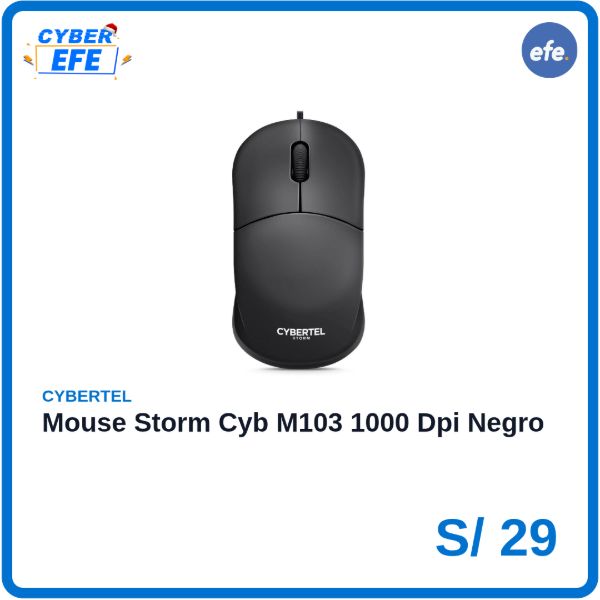 CYBER
EFE
efe.
CYBERTEL
STORM
CYBERTEL
Mouse Storm Cyb M103 1000 Dpi Negro
S/ 29